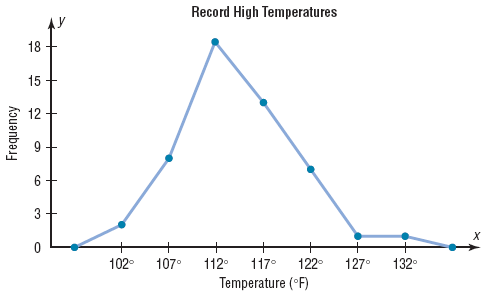 Record High Temperatures
y
18
15
12
9
6
3
0
Frequency
x
102° 107° 112° 117° 122° 127° 132°
Temperature (°F)